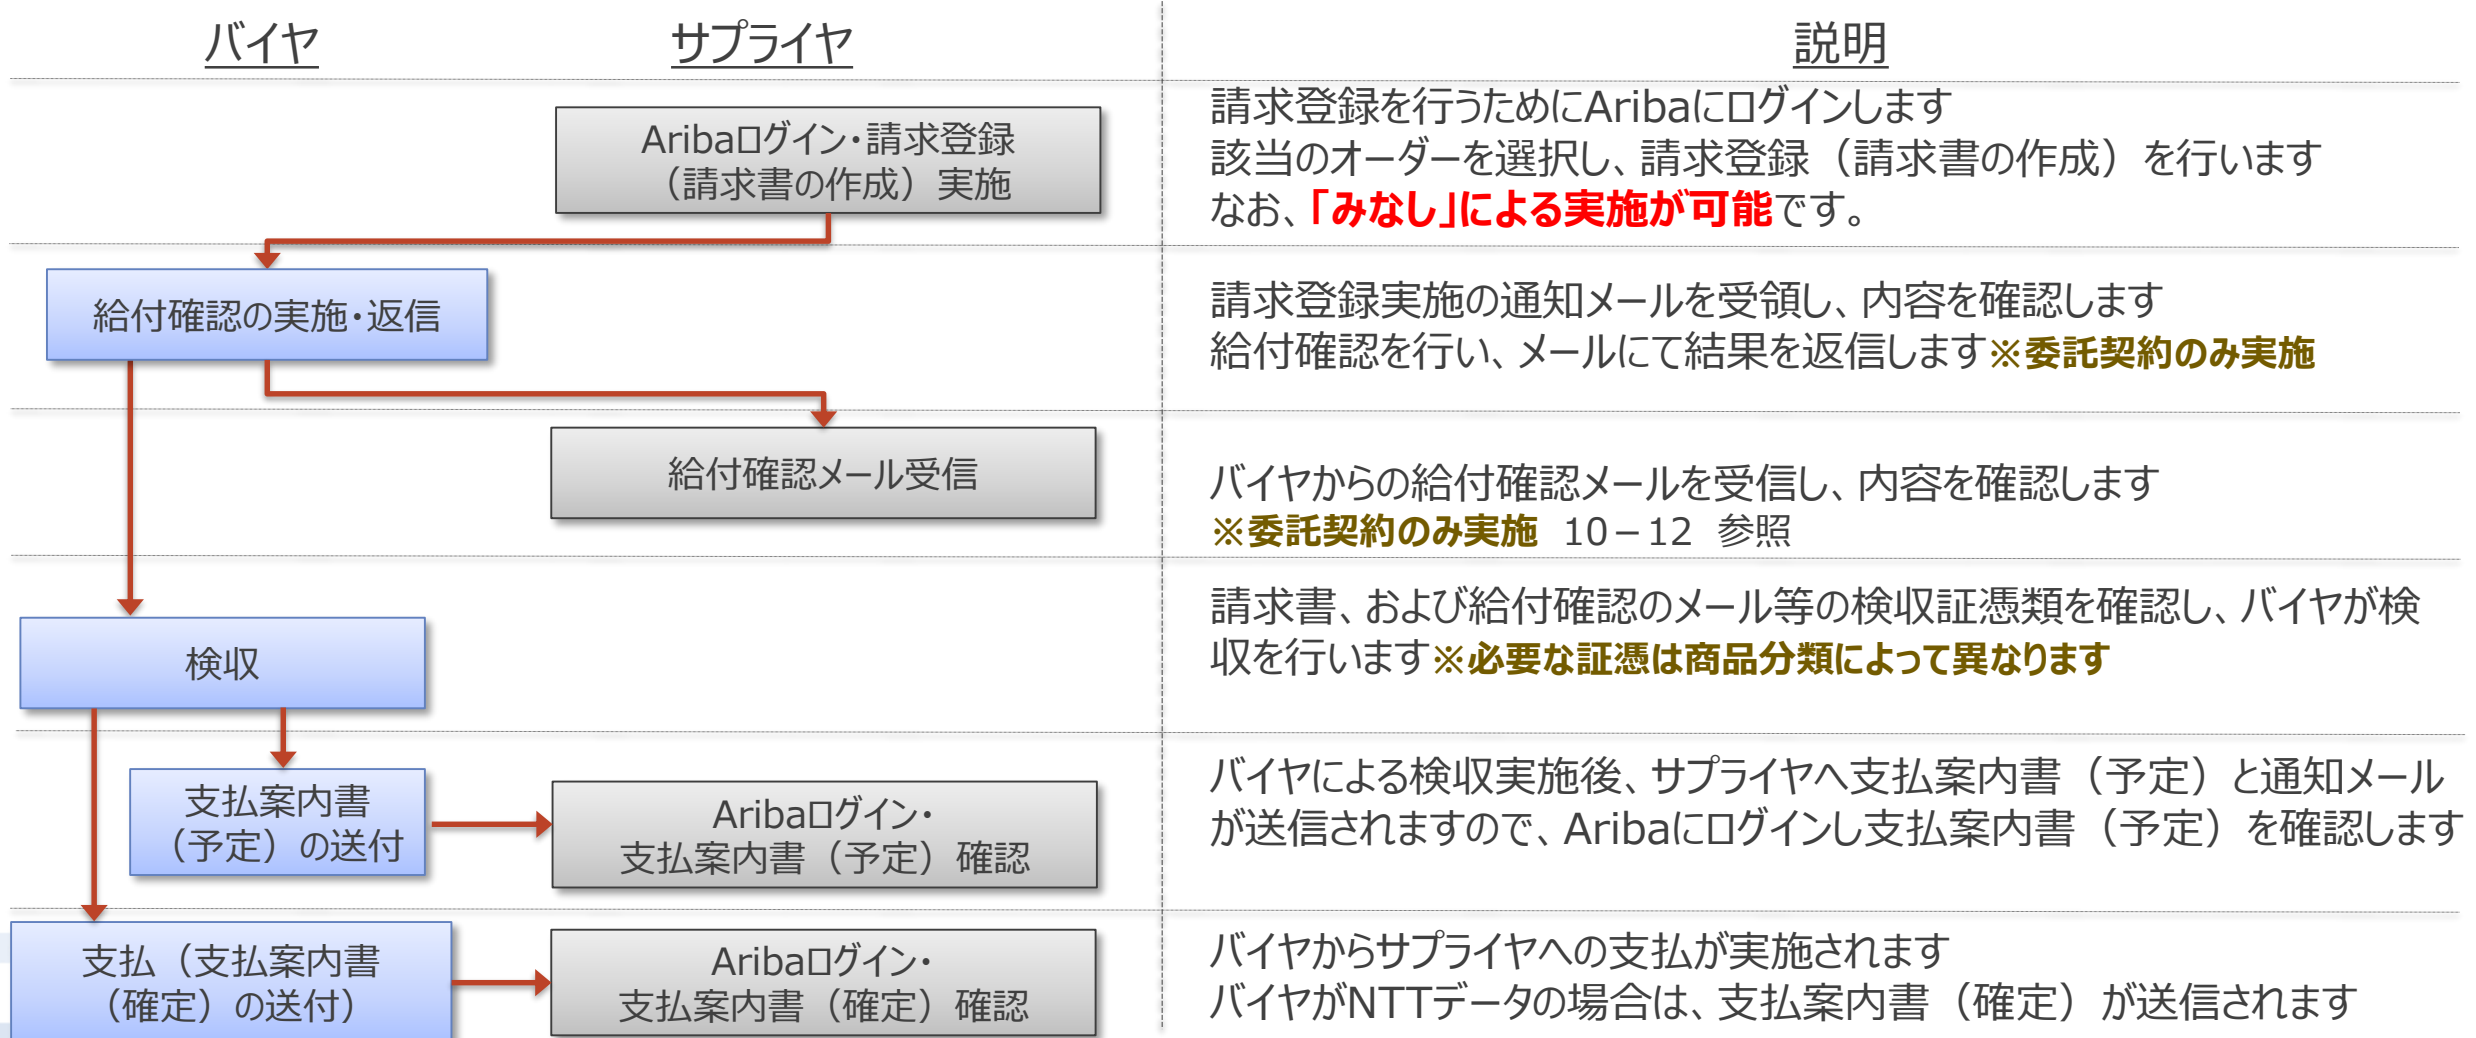 バイヤ
サプライヤ
説明
Aribaログイン・請求登録
（請求書の作成）実施
請求登録を行うためにAribaにログインします
該当のオーダーを選択し、請求登録（請求書の作成）を行います
なお、「みなし」による実施が可能です。
給付確認の実施・返信
請求登録実施の通知メールを受領し、内容を確認します
給付確認を行い、メールにて結果を返信します※委託契約のみ実施
給付確認メール受信
バイヤからの給付確認メールを受信し、内容を確認します
※委託契約のみ実施　10－12　参照
検収
請求書、および給付確認のメール等の検収証憑類を確認し、バイヤが検
収を行います※必要な証憑は商品分類によって異なります
支払案内書
（予定）の送付
Aribaログイン・
支払案内書（予定）確認
バイヤによる検収実施後、サプライヤへ支払案内書（予定）と通知メール
が送信されますので、Aribaにログインし支払案内書（予定）を確認します
支払（支払案内書
（確定）の送付）
Aribaログイン・
支払案内書（確定）確認
バイヤからサプライヤへの支払が実施されます
バイヤがNTTデータの場合は、支払案内書（確定）が送信されます